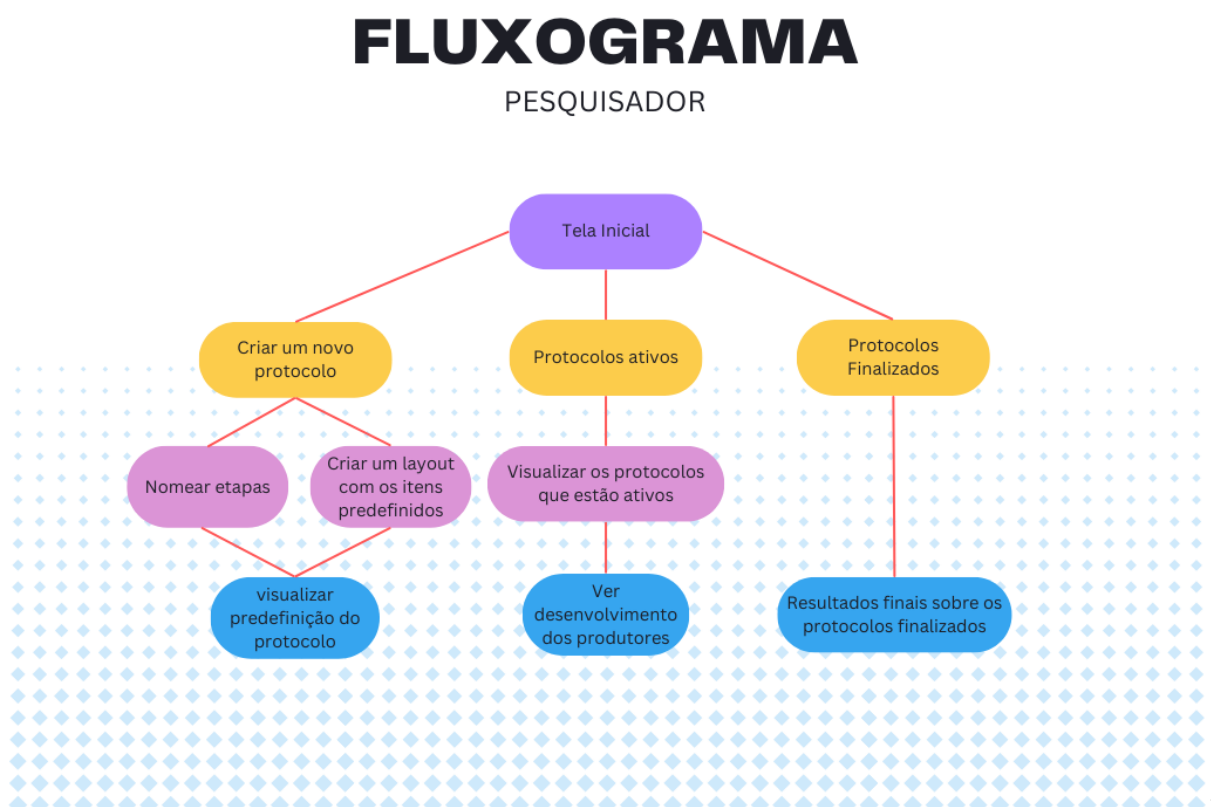 FLUXOGRAMA
PESQUISADOR
Tela Inicial
Criar um novo
protocolo
Protocolos ativos
Protocolos
Finalizados
Nomear etapas
Criar um layout
com os itens
predefinidos
Visualizar os protocolos
que estão ativos
visualizar
predefinição do
protocolo
Ver
desenvolvimento
dos produtores
Resultados finais sobre os
protocolos finalizados